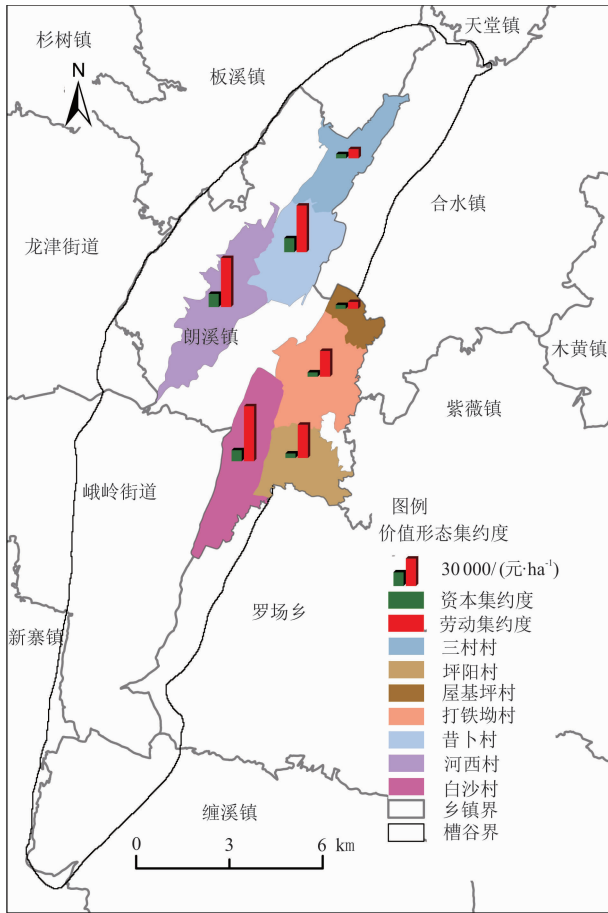 天堂镇
杉树镇
N
板溪镇
合水镇
龙津街道
朗溪镇
木黄镇
紫薇镇
峨岭街道
图例
价值形态集约度
30 000/(元·ha⁻¹)
资本集约度
劳动集约度
三村村
坪阳村
屋基坪村
打铁坳村
昔卜村
河西村
白沙村
乡镇界
槽谷界
罗场乡
新寨镇
缠溪镇
0 3 6 km